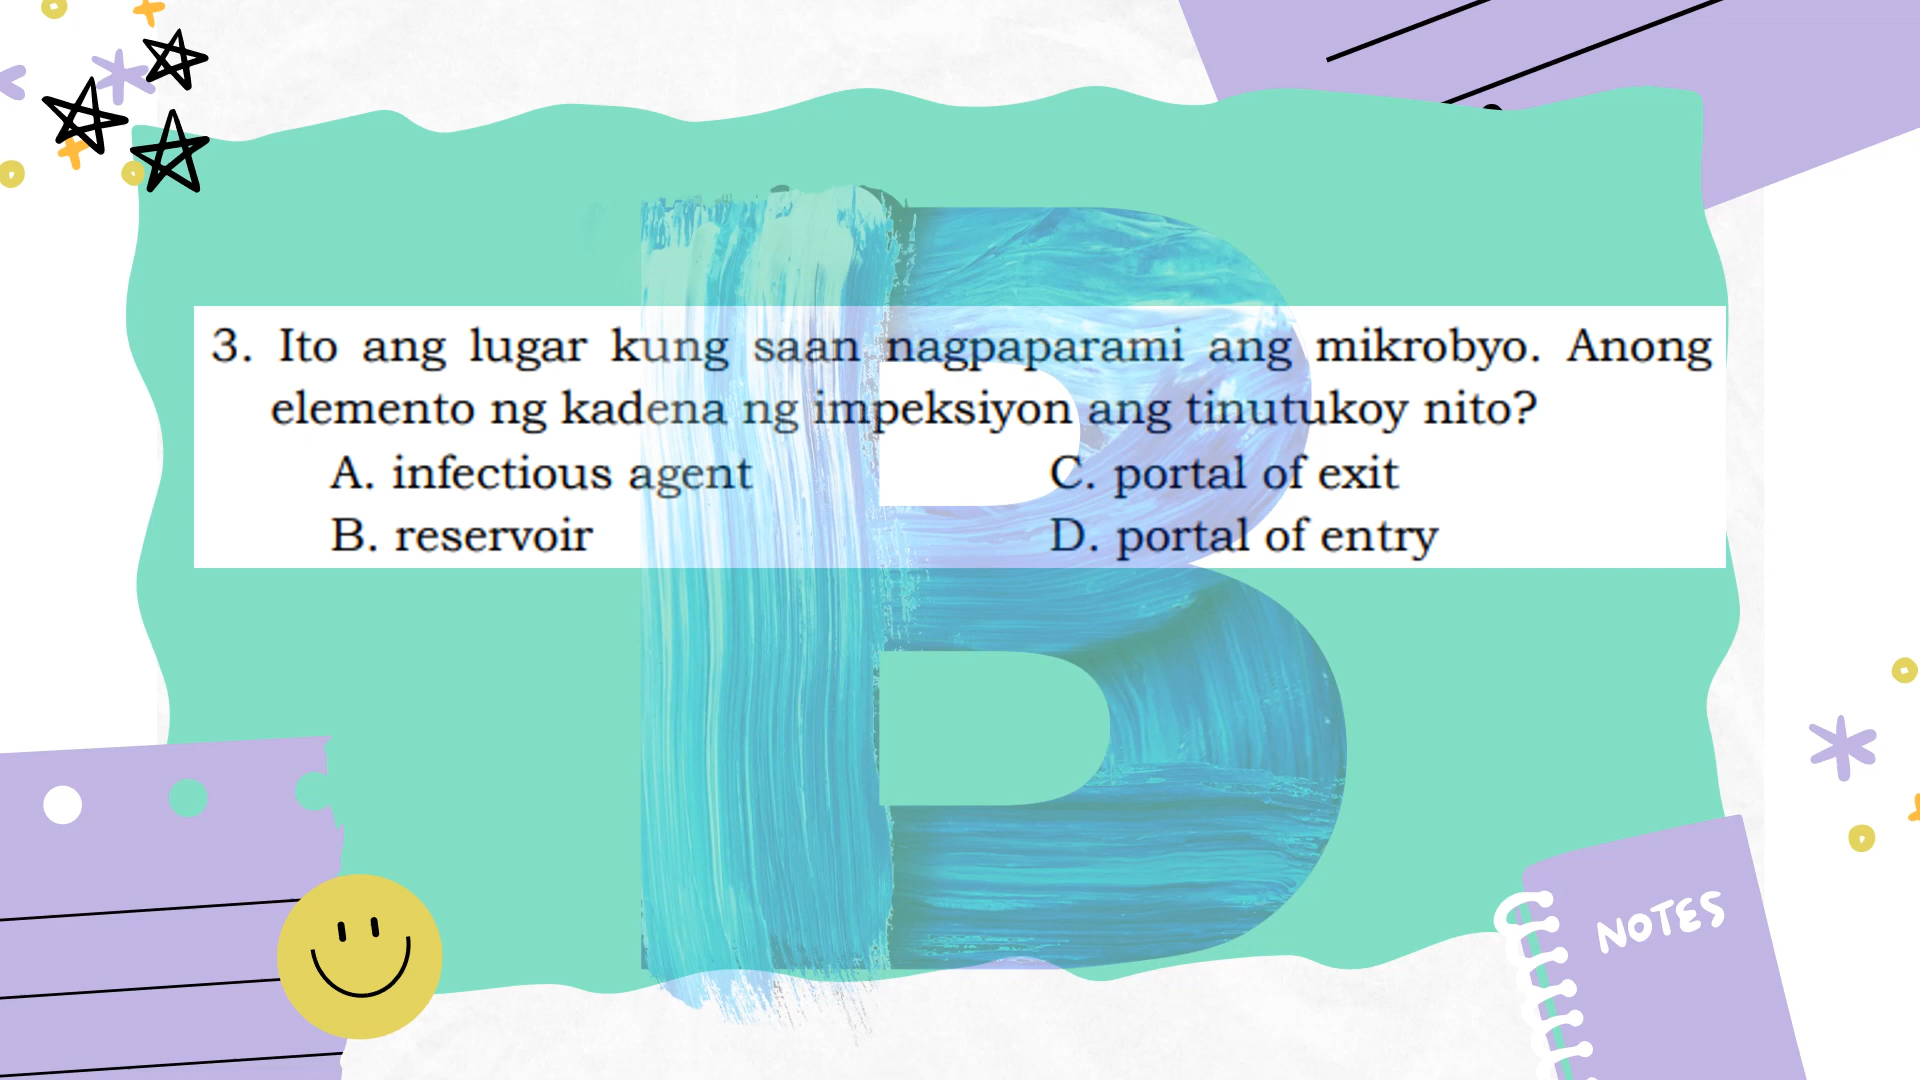 3. Ito ang lugar kung saan nagpaparami ang mikrobyo. Anong
elemento ng kadena ng impeksiyon ang tinutukoy nito?
A. infectious agent
C. portal of exit
B. reservoir
D. portal of entry
B
NOTES